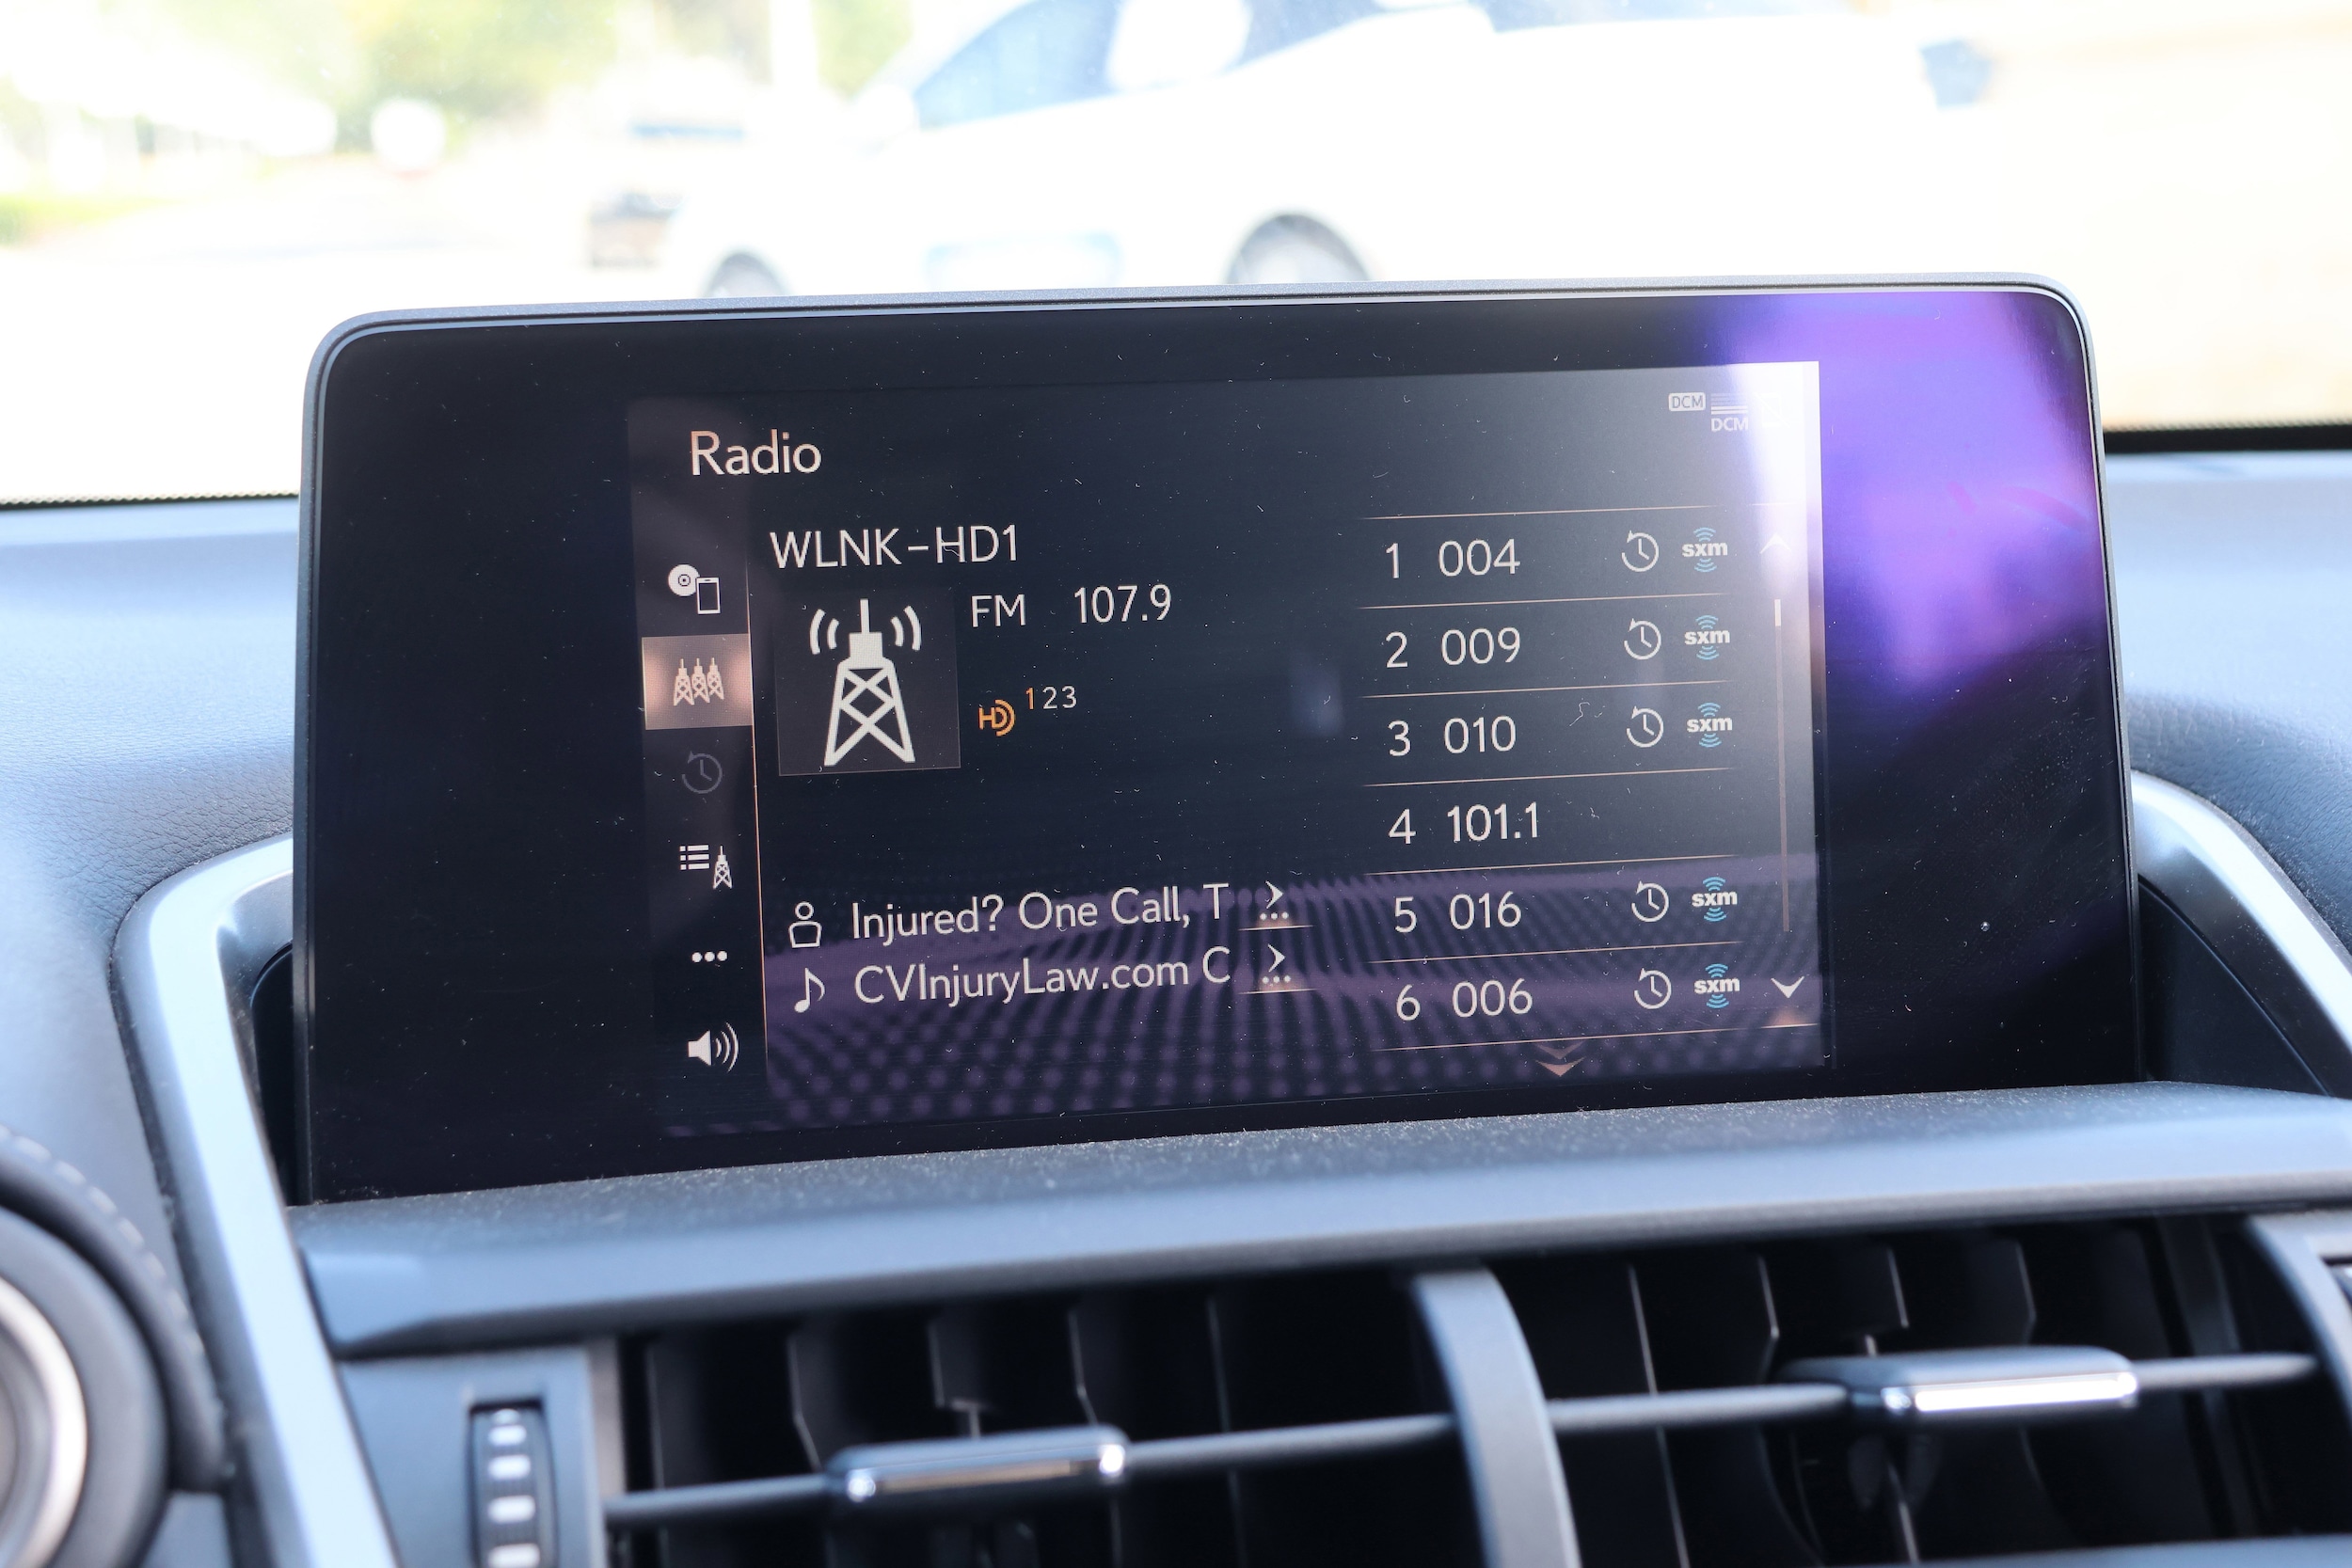 DCM
DCM
Radio
WLNK-HD1
FM 107.9
HD 123
Injured? One Call, T
CVInjuryLaw.com C
1 004 sxm
2 009 sxm
3 010 sxm
4 101.1
5 016 sxm
6 006 sxm